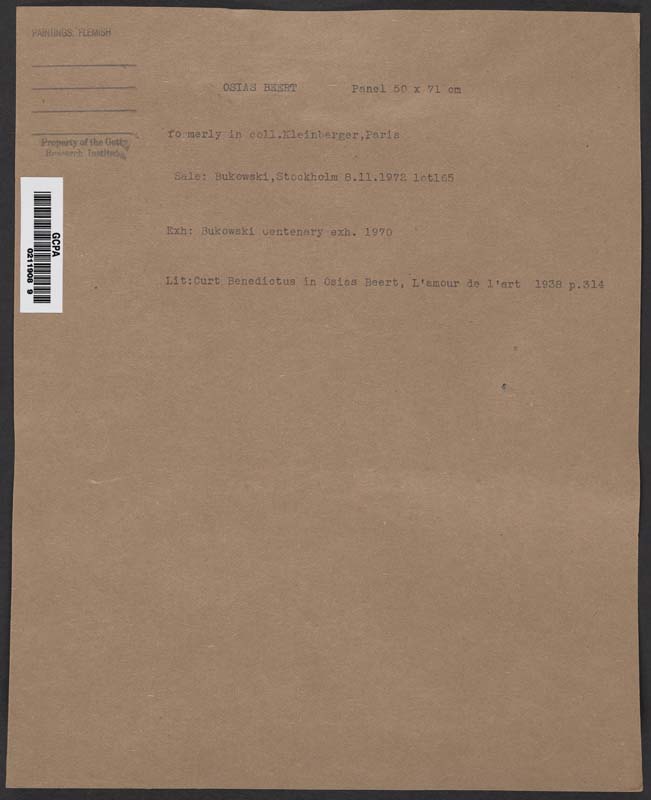 PAINTINGS, FLEMISH
OSIAS BEERT Panel 50 x 71 cm
formerly in coll.Kleinberger,Paris
Property of the Getty
Research Institute
Sale: Bukowski,Stockholm 8.11.1972 lot165
GCPA
0211908 9
Exh: Bukowski centenary exh. 1970
Lit:Curt Benedictus in Osias Beert, L'amour de l'art 1938 p.314